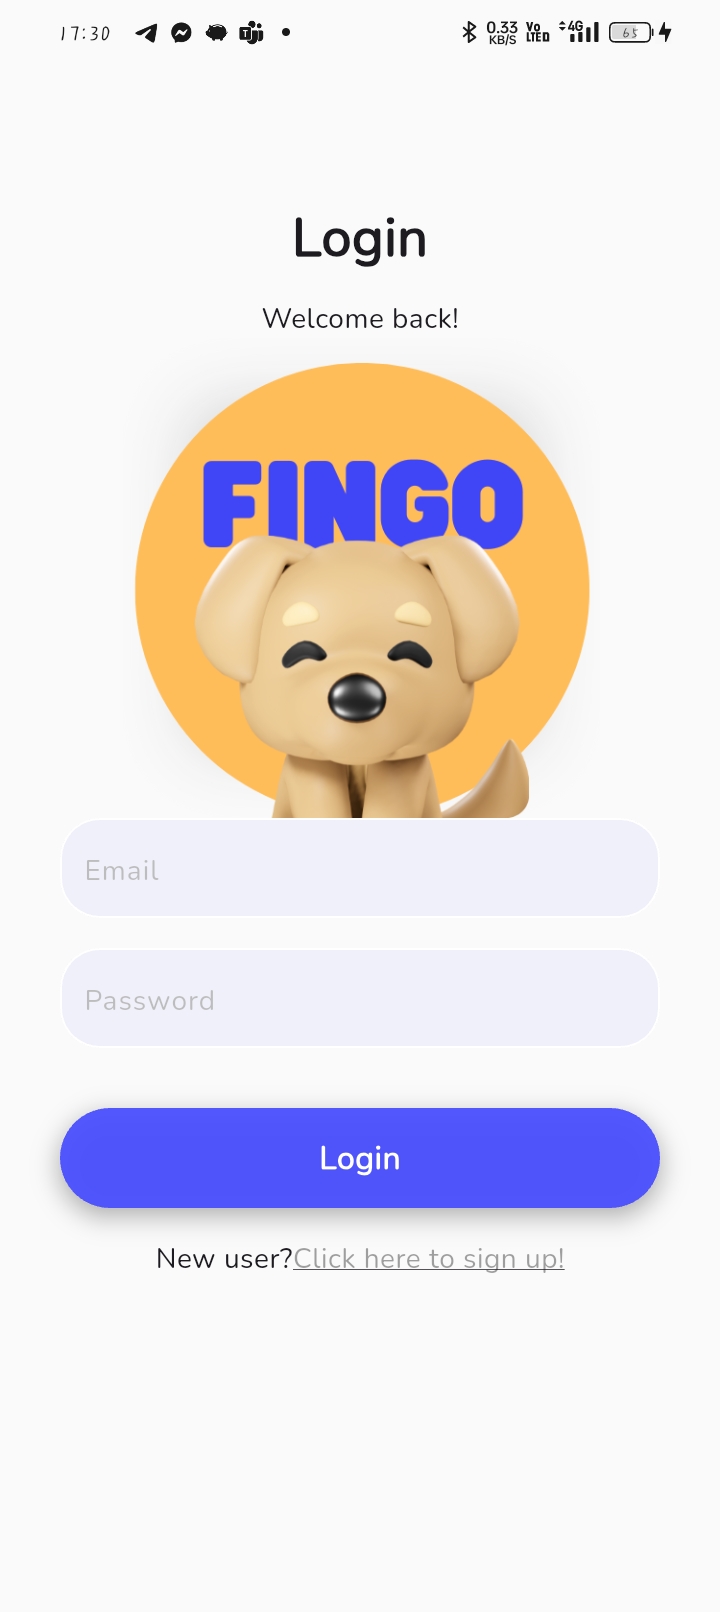 17:30 0.33 KB/S Vo LTE 4G 65
Login
Welcome back!
FINGO
Email
Password
Login
New user?Click here to sign up!